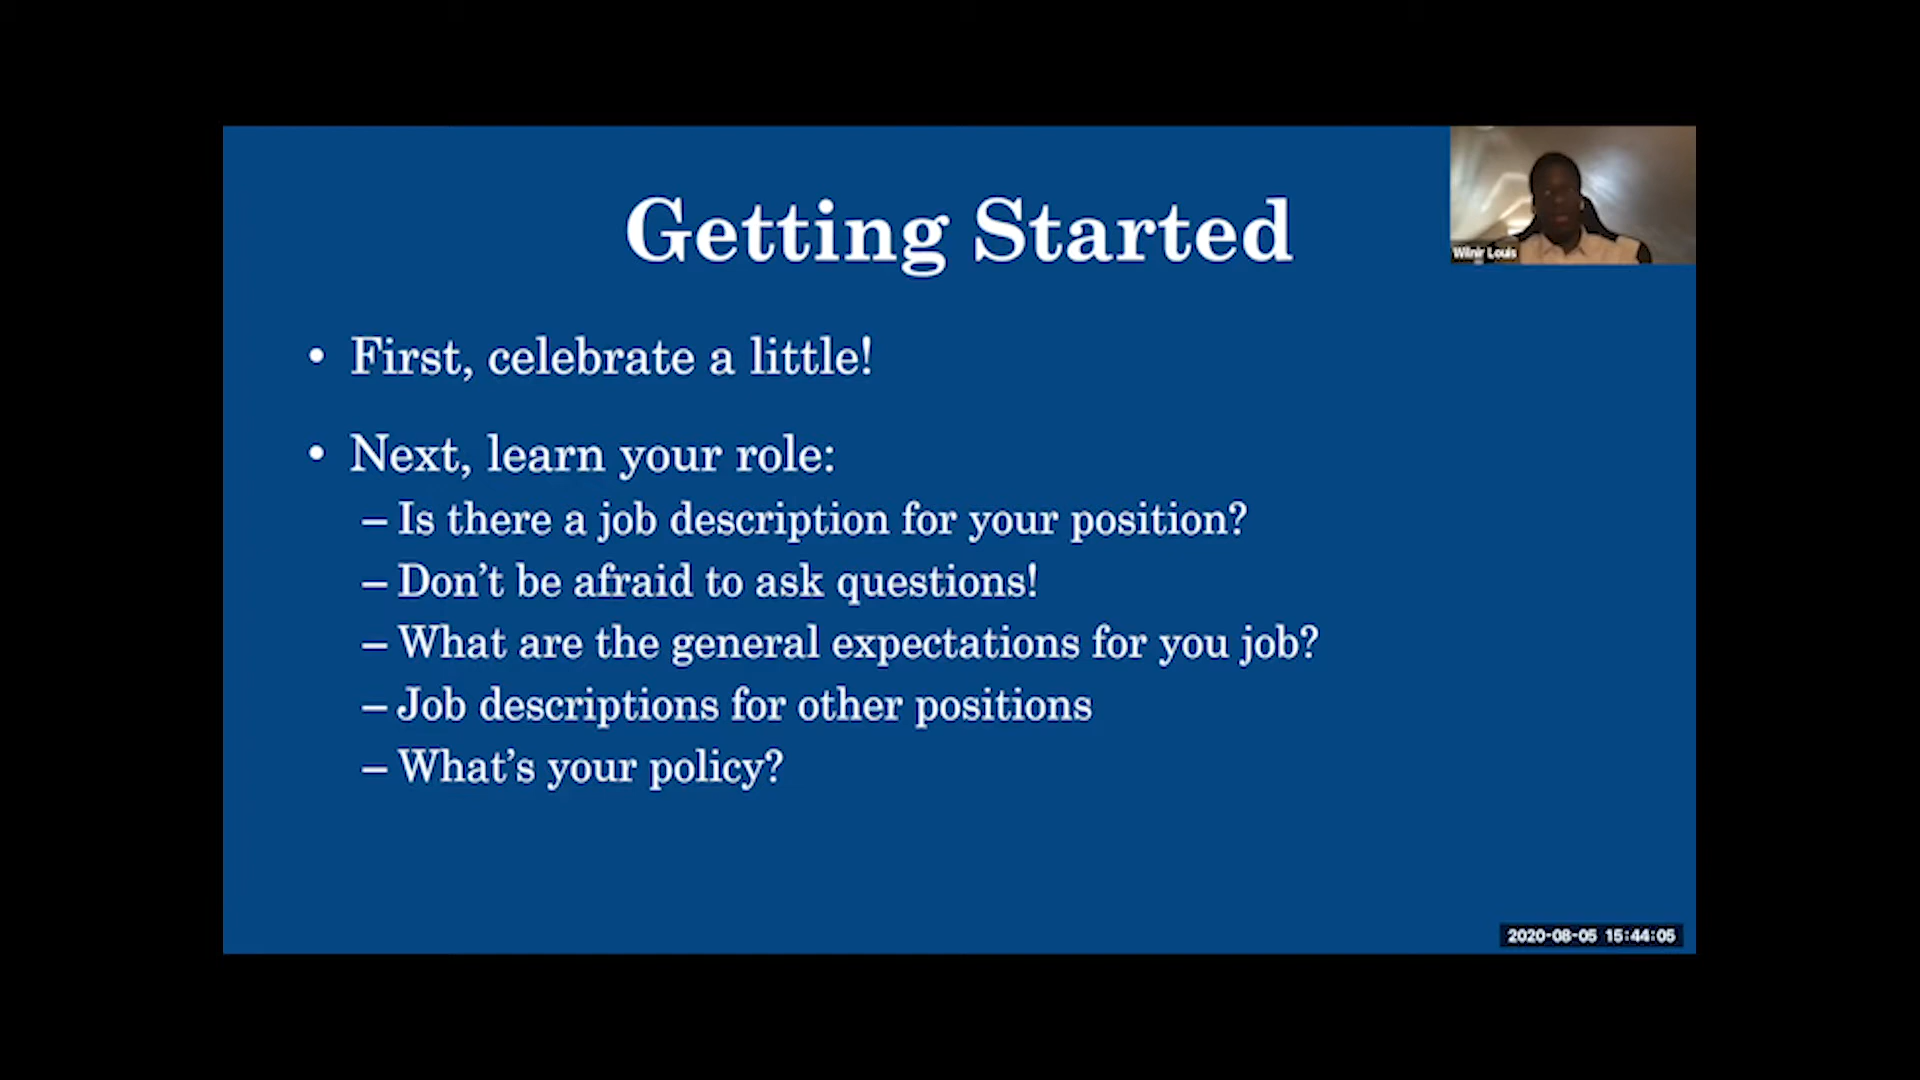 Getting Started
Wilnir Louis
• First, celebrate a little!
• Next, learn your role:
– Is there a job description for your position?
– Don’t be afraid to ask questions!
– What are the general expectations for you job?
– Job descriptions for other positions
– What’s your policy?
2020-08-05 15:44:05